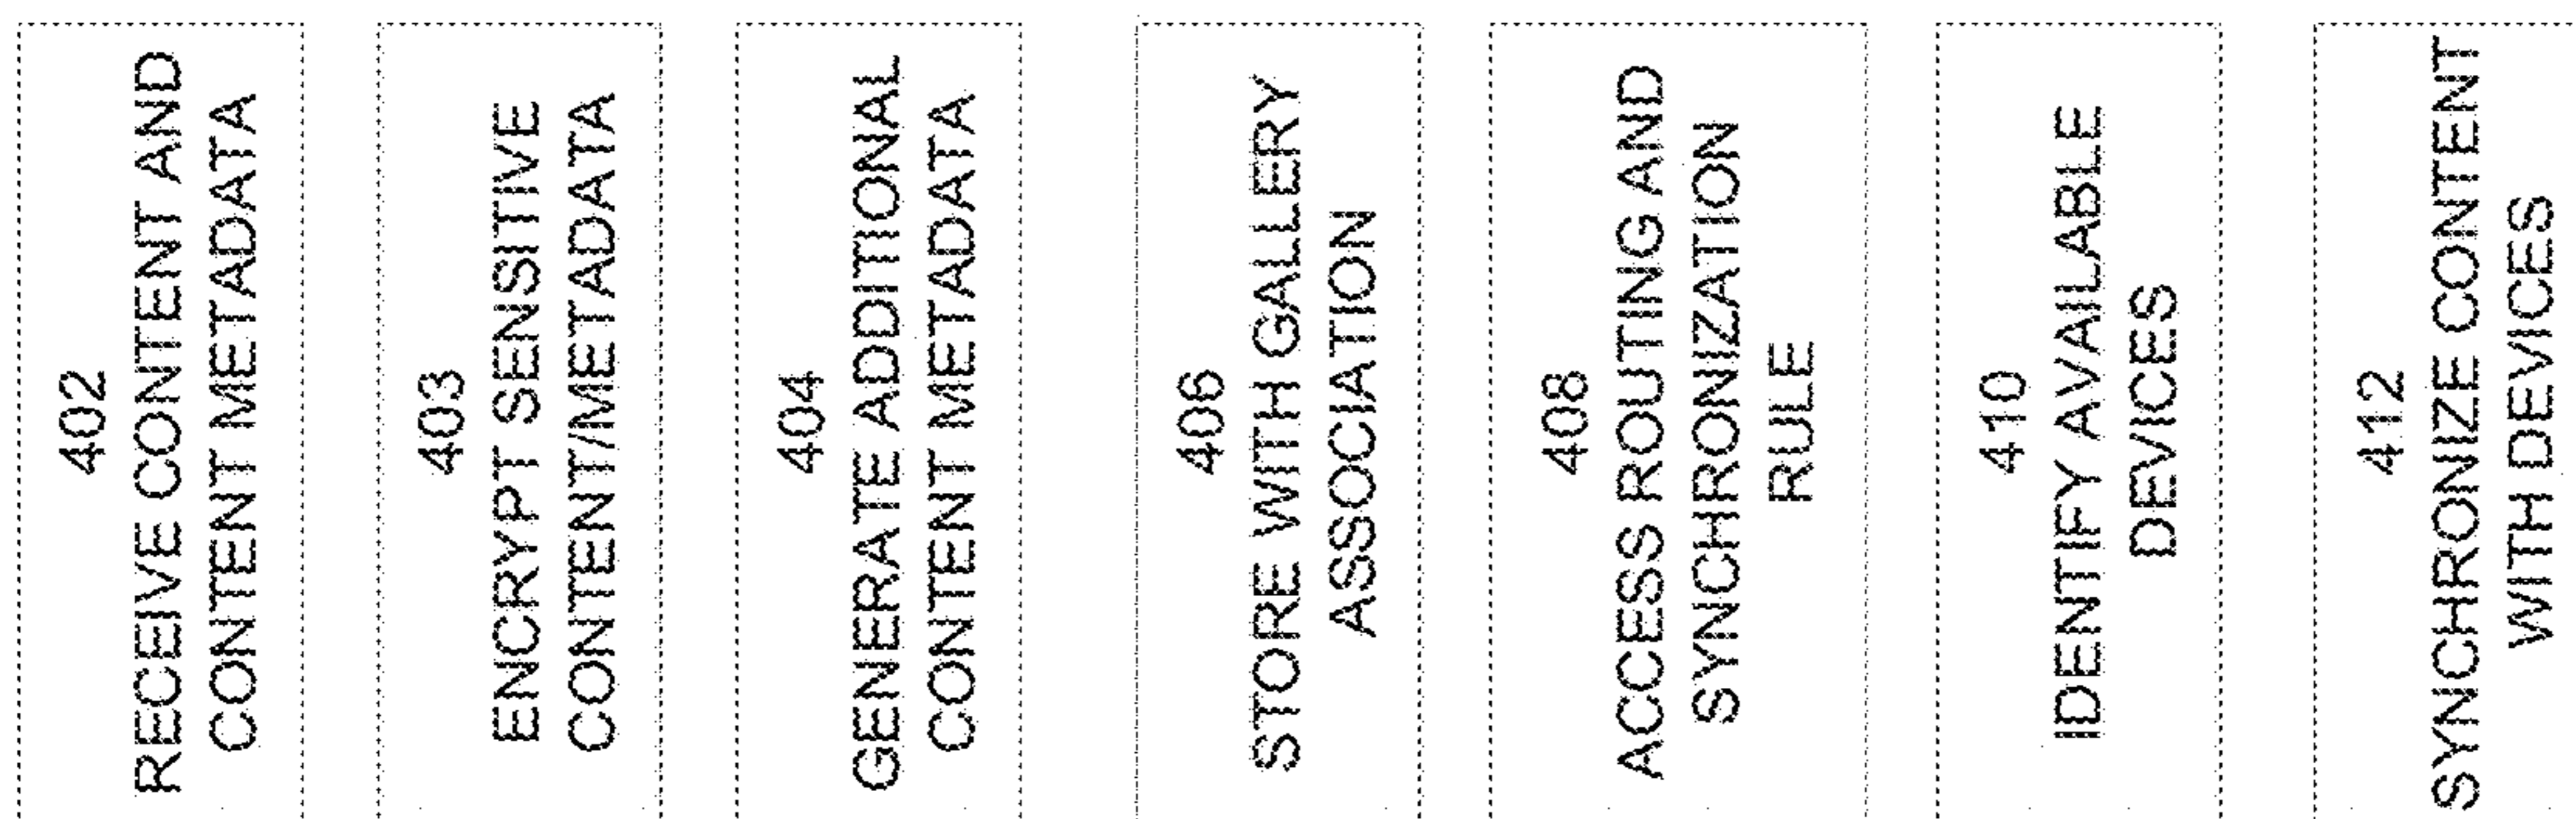 402
RECEIVE CONTENT AND
CONTENT METADATA
403
ENCRYPT SENSITIVE
CONTENT/METADATA
404
GENERATE ADDITIONAL
CONTENT METADATA
406
STORE WITH GALLERY
ASSOCIATION
408
ACCESS ROUTING AND
SYNCHRONIZATION
RULE
410
IDENTIFY AVAILABLE
DEVICES
412
SYNCHRONIZE CONTENT
WITH DEVICES